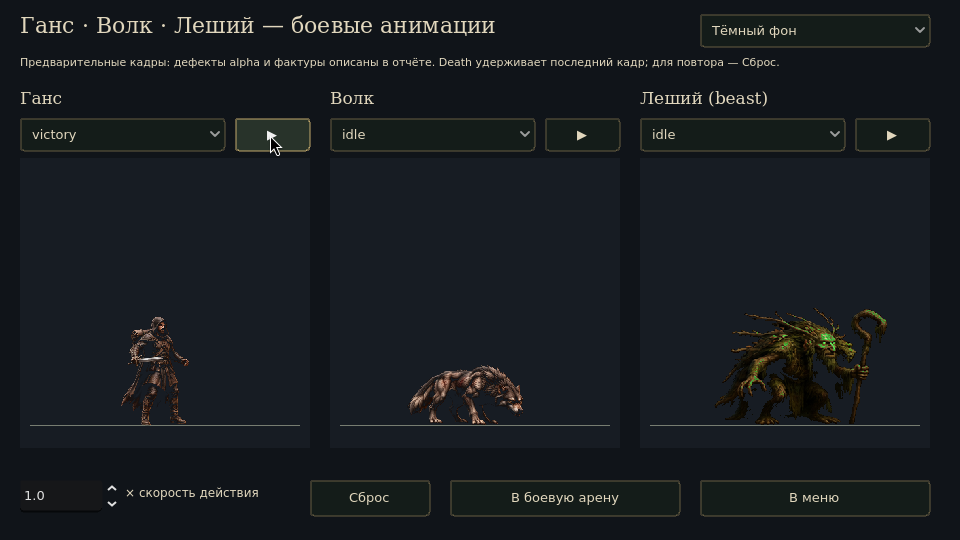 Ганс · Волк · Леший — боевые анимации
Тёмный фон
Предварительные кадры: дефекты alpha и фактуры описаны в отчёте. Death удерживает последний кадр; для повтора — Сброс.
Ганс
Волк
Леший (beast)
victory
idle
idle
1.0
× скорость действия
Сброс
В боевую арену
В меню